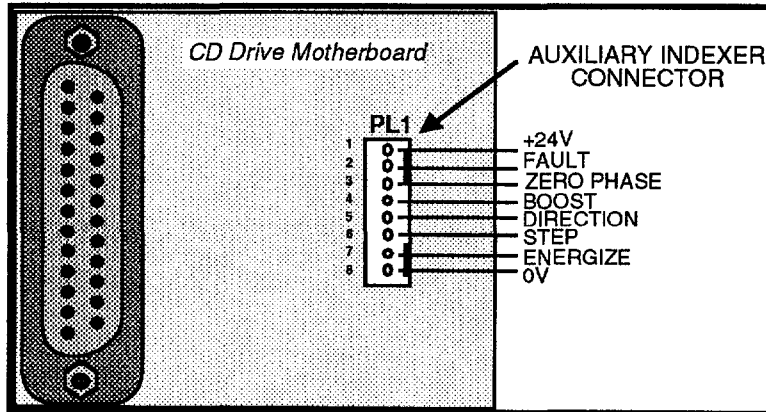 CD Drive Motherboard
AUXILIARY INDEXER
CONNECTOR
PL1
1 +24V
2 FAULT
3 ZERO PHASE
4 BOOST
5 DIRECTION
6 STEP
7 ENERGIZE
8 0V